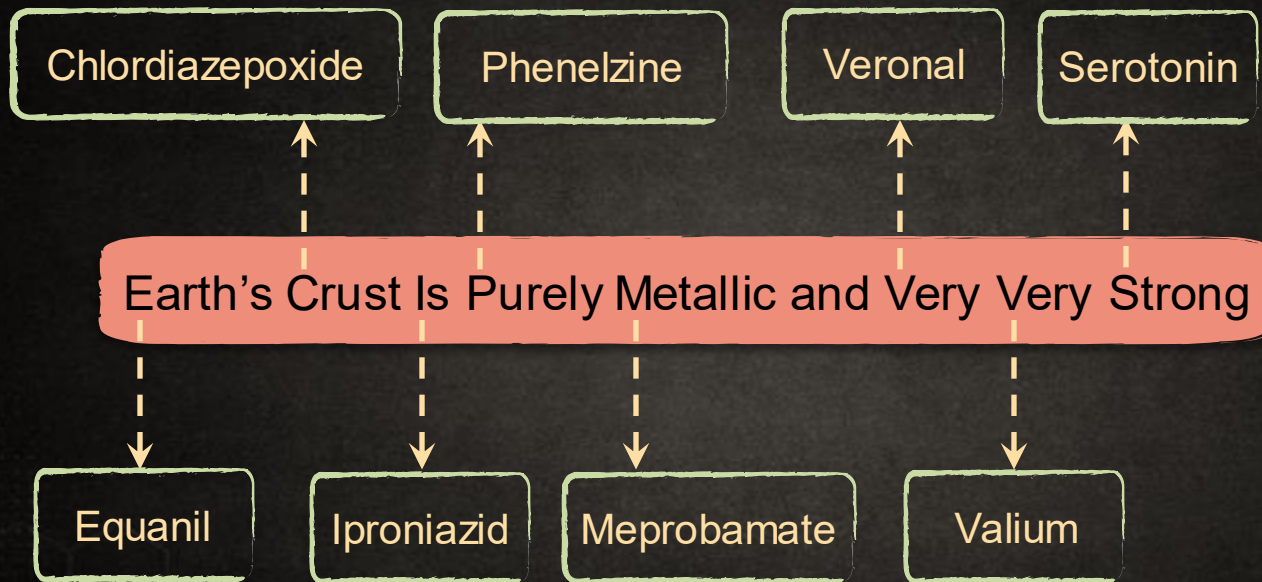 Chlordiazepoxide
Phenelzine
Veronal
Serotonin
Earth’s Crust Is Purely Metallic and Very Very Strong
Equanil
Iproniazid
Meprobamate
Valium